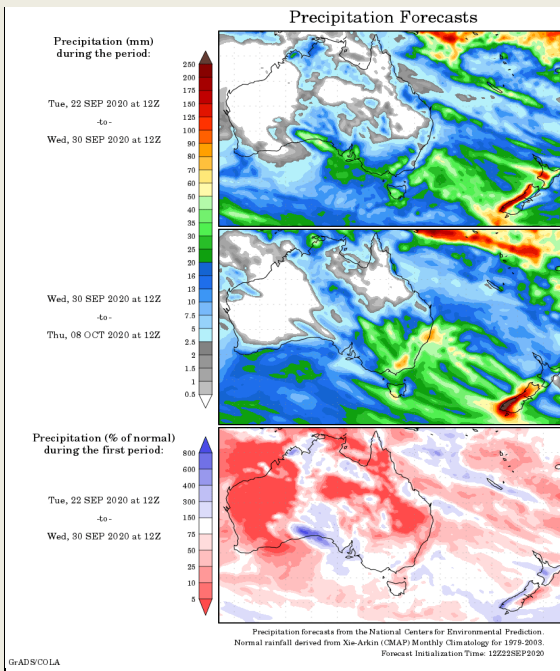 Precipitation Forecasts
Precipitation (mm)
during the period:
Tue, 22 SEP 2020 at 12Z
-to-
Wed, 30 SEP 2020 at 12Z
250
200
175
150
125
100
90
80
70
60
50
40
35
30
25
20
16
13
10
7.5
5
2.5
2
1.5
1
0.5
Wed, 30 SEP 2020 at 12Z
-to-
Thu, 08 OCT 2020 at 12Z
Precipitation (% of normal)
during the first period:
Tue, 22 SEP 2020 at 12Z
-to-
Wed, 30 SEP 2020 at 12Z
800
600
400
300
150
75
50
25
10
5
Precipitation forecasts from the National Centers for Environmental Prediction.
Normal rainfall derived from Xie-Arkin (CMAP) Monthly Climatology for 1979-2003.
Forecast Initialization Time: 12Z22SEP2020
GrADS/COLA